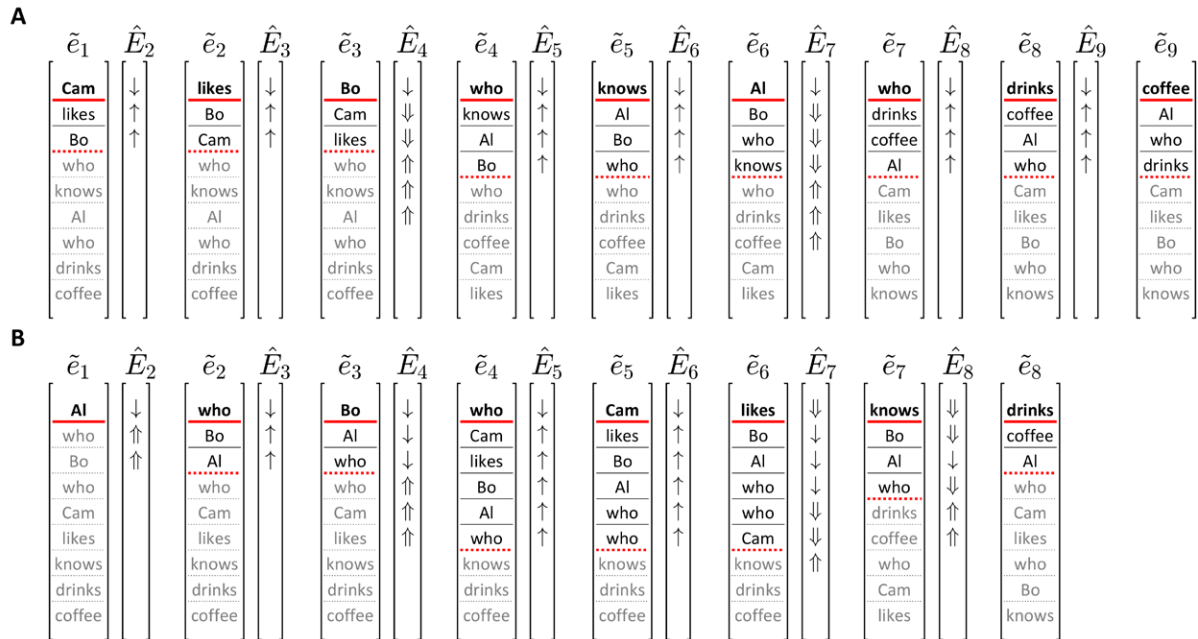 A
ẽ₁ Ê₂ ẽ₂ Ê₃ ẽ₃ Ê₄ ẽ₄ Ê₅ ẽ₅ Ê₆ ẽ₆ Ê₇ ẽ₇ Ê₈ ẽ₈ Ê₉ ẽ₉
Cam ↓ likes ↓ Bo ↓ who ↓ knows ↓ Al ↓ who ↓ drinks ↓ coffee
likes ↑ Bo ↑ Cam ⇓ knows ↑ Al ↑ Bo ⇓ drinks ↑ coffee ↑ Al
Bo ↑ Cam ↑ likes ⇓ Al ↑ Bo ↑ who ⇓ coffee ↑ Al ↑ who
who who who ⇑ Bo ↑ who ↑ knows ⇓ Al ↑ who ↑ drinks
knows knows knows ⇑ who who who ⇑ Cam Cam Cam
Al Al Al ⇑ drinks drinks drinks ⇑ likes likes likes
who who who coffee coffee coffee ⇑ Bo Bo Bo
drinks drinks drinks Cam Cam Cam who who who
coffee coffee coffee likes likes likes knows knows knows
B
ẽ₁ Ê₂ ẽ₂ Ê₃ ẽ₃ Ê₄ ẽ₄ Ê₅ ẽ₅ Ê₆ ẽ₆ Ê₇ ẽ₇ Ê₈ ẽ₈
Al ↓ who ↓ Bo ↓ who ↓ Cam ↓ likes ⇓ knows ⇓ drinks
who ⇑ Bo ↑ Al ↓ Cam ↑ likes ↑ Bo ↓ Bo ⇓ coffee
Bo ⇑ Al ↑ who ↓ likes ↑ Bo ↑ Al ↓ Al ↓ Al
who who who ⇑ Bo ↑ Al ↑ who ↓ who ⇓ who
Cam Cam Cam ⇑ Al ↑ who ↑ who ⇓ drinks ⇑ Cam
likes likes likes ⇑ who ↑ who ↑ Cam ⇓ coffee ⇑ likes
knows knows knows knows knows knows ⇑ who who
drinks drinks drinks drinks drinks drinks Cam Bo
coffee coffee coffee coffee coffee coffee likes knows